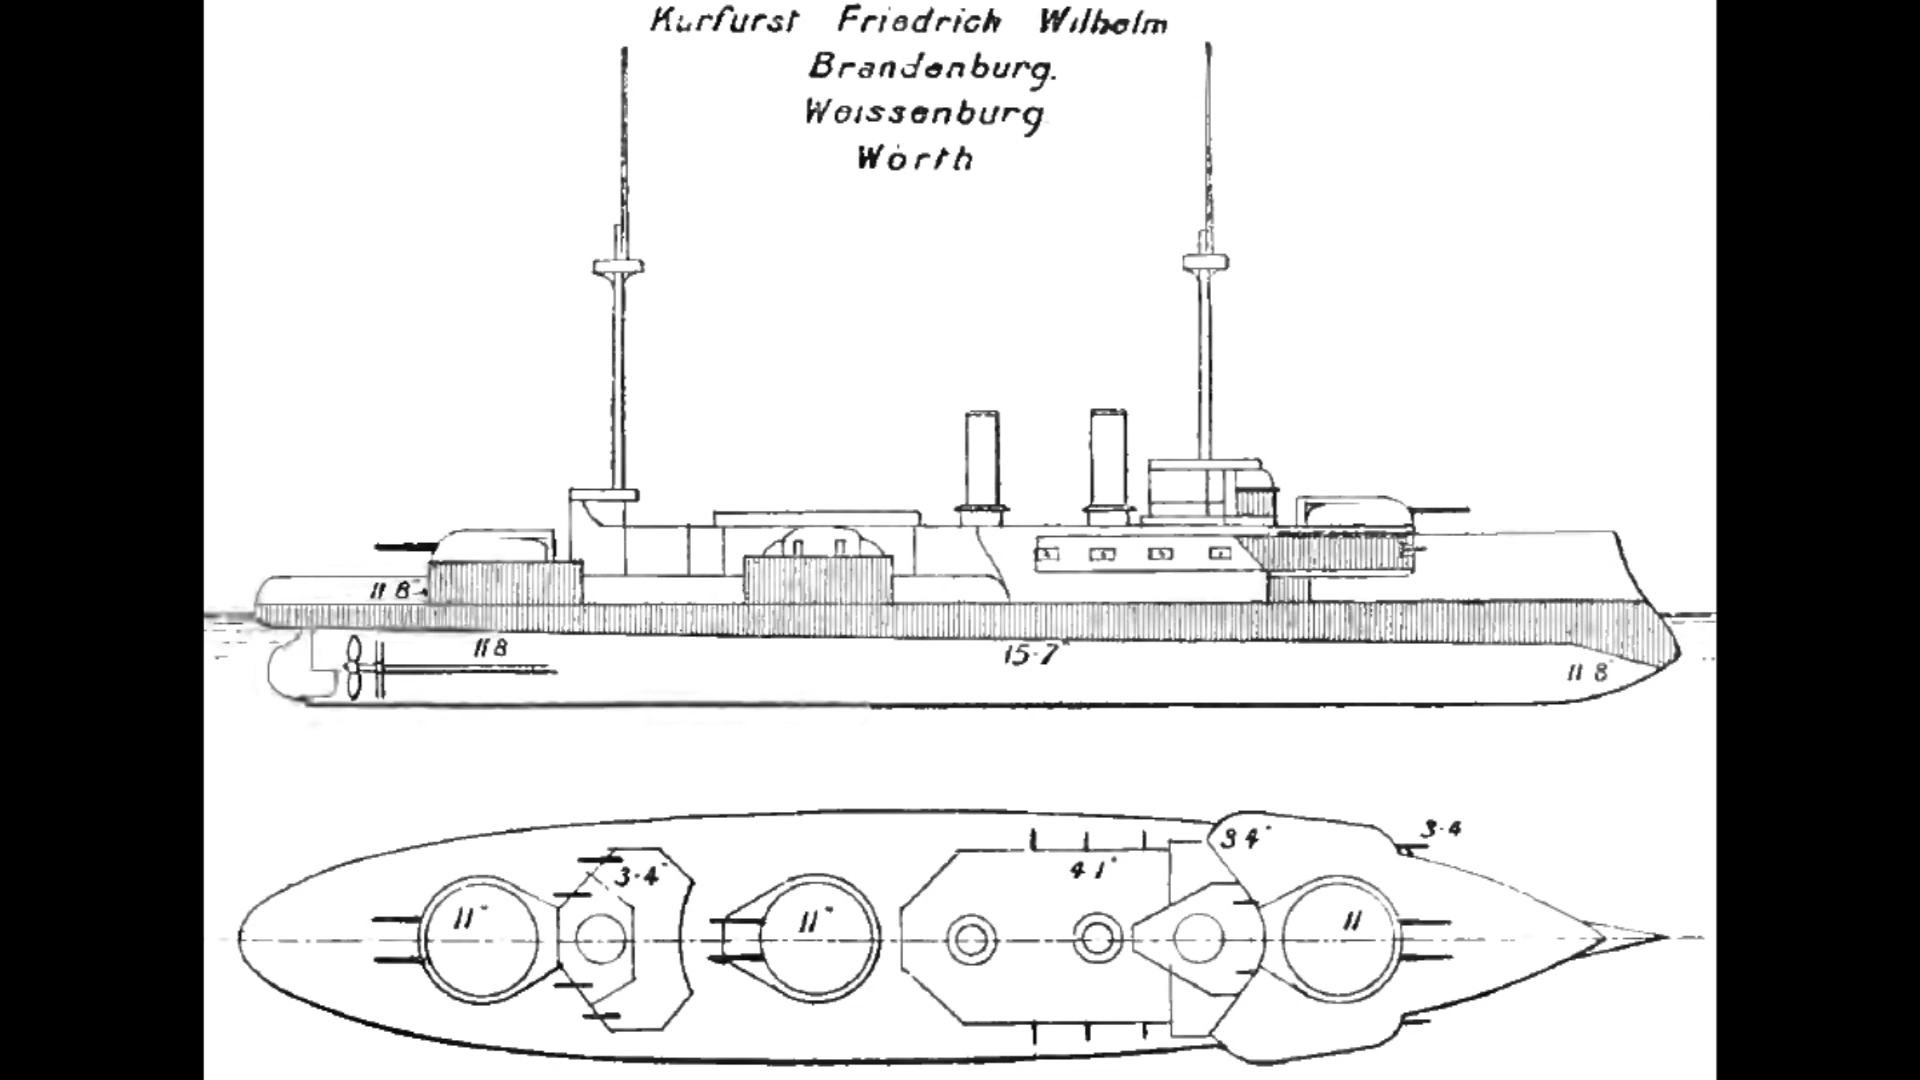 Kurfurst Friedrich Wilhelm
Brandenburg.
Weissenburg
Wörth
11 8"
11 8
15·7"
11 8"
3·4"
3 4"
3·4
4 1"
11"
11"
11